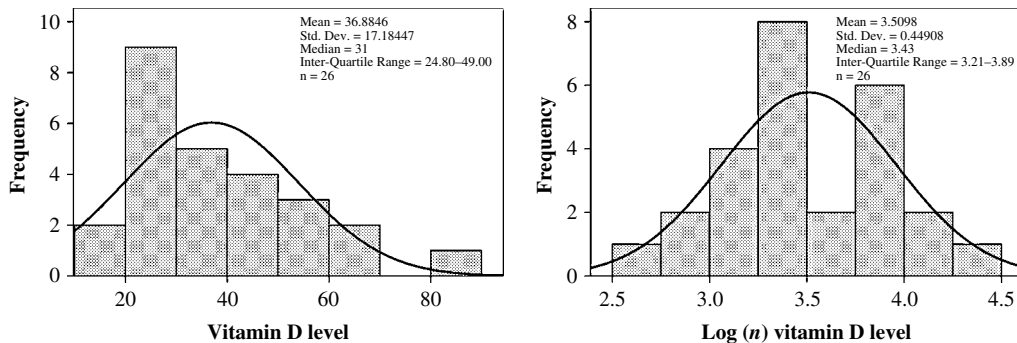 Mean = 36.8846
Std. Dev. = 17.18447
Median = 31
Inter-Quartile Range = 24.80–49.00
n = 26
Frequency
10
8
6
4
2
0
20
40
60
80
Vitamin D level
Mean = 3.5098
Std. Dev. = 0.44908
Median = 3.43
Inter-Quartile Range = 3.21–3.89
n = 26
Frequency
8
6
4
2
0
2.5
3.0
3.5
4.0
4.5
Log (n) vitamin D level